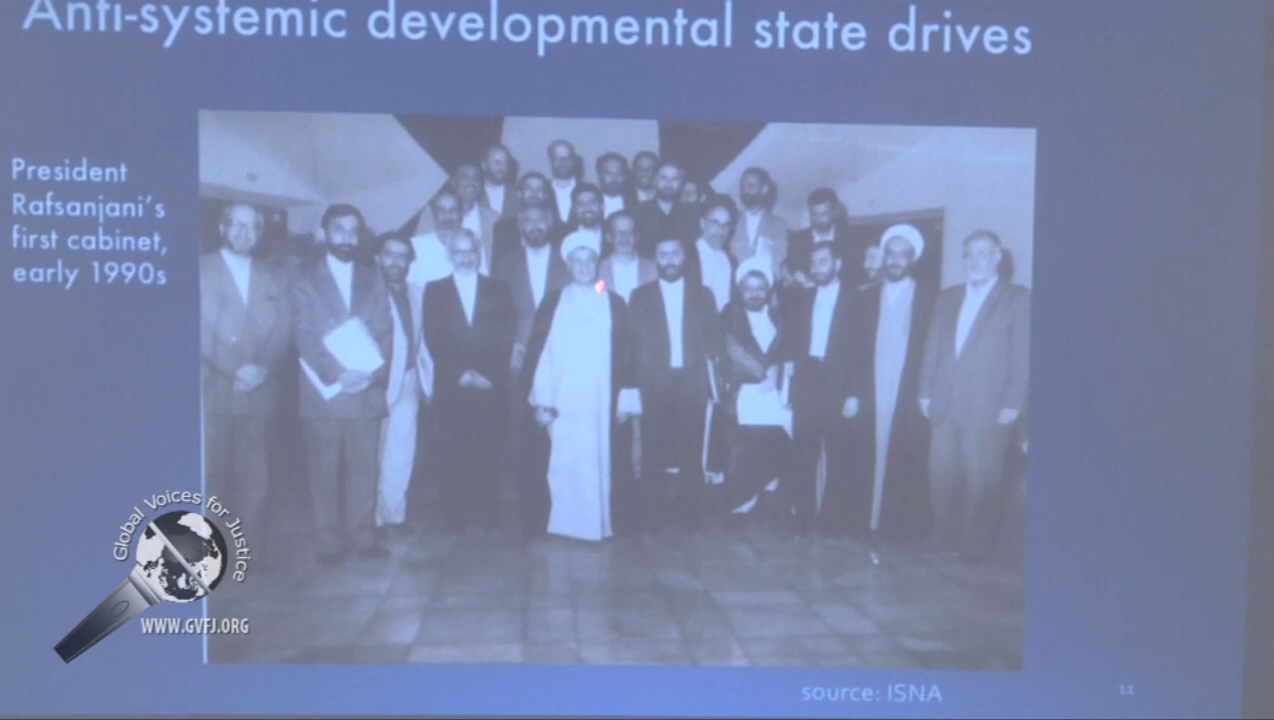 Anti-systemic developmental state drives
President
Rafsanjani's
first cabinet,
early 1990s
Global Voices for Justice
WWW.GVFJ.ORG
source: ISNA
11